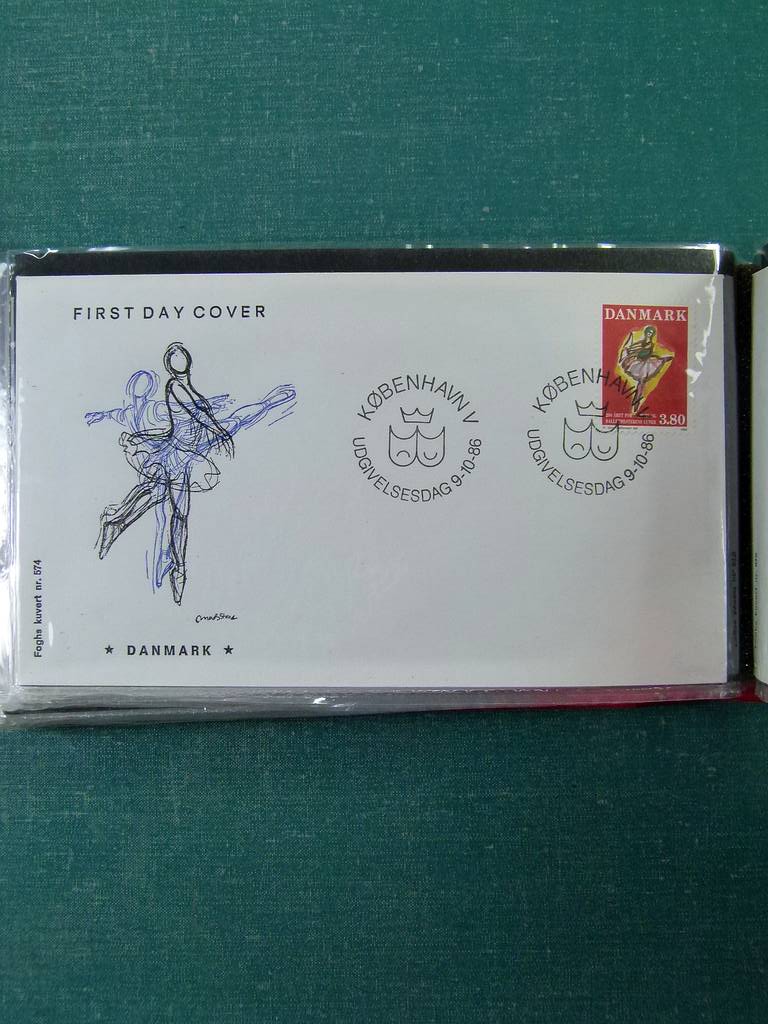 FIRST DAY COVER
DANMARK
3.80
KØBENHAVN V
UDGIVELSESDAG 9-10-86
KØBENHAVN V
UDGIVELSESDAG 9-10-86
Foghs kuvert nr. 574
★ DANMARK ★